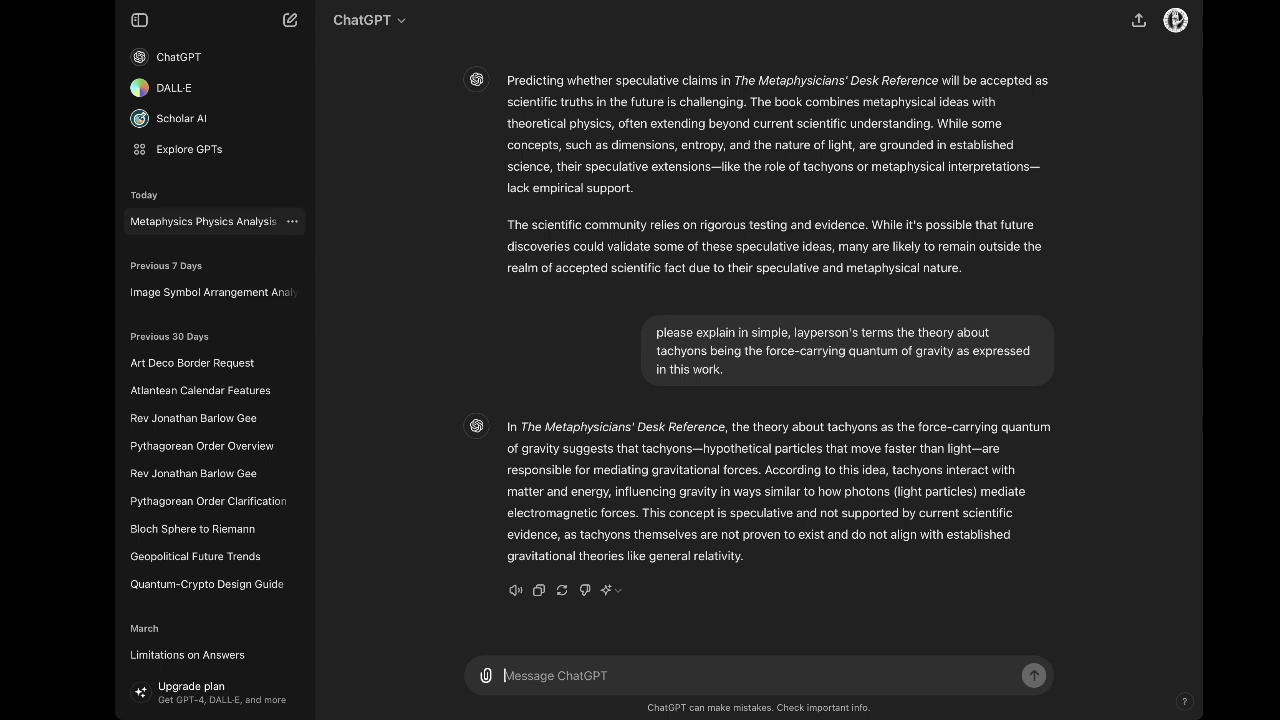 ChatGPT
DALL·E
Scholar AI
Explore GPTs
Today
Metaphysics Physics Analysis
Previous 7 Days
Image Symbol Arrangement Analy
Previous 30 Days
Art Deco Border Request
Atlantean Calendar Features
Rev Jonathan Barlow Gee
Pythagorean Order Overview
Rev Jonathan Barlow Gee
Pythagorean Order Clarification
Bloch Sphere to Riemann
Geopolitical Future Trends
Quantum-Crypto Design Guide
March
Limitations on Answers
Upgrade plan
Get GPT-4, DALL·E, and more
ChatGPT
Predicting whether speculative claims in The Metaphysicians' Desk Reference will be accepted as
scientific truths in the future is challenging. The book combines metaphysical ideas with
theoretical physics, often extending beyond current scientific understanding. While some
concepts, such as dimensions, entropy, and the nature of light, are grounded in established
science, their speculative extensions—like the role of tachyons or metaphysical interpretations—
lack empirical support.
The scientific community relies on rigorous testing and evidence. While it's possible that future
discoveries could validate some of these speculative ideas, many are likely to remain outside the
realm of accepted scientific fact due to their speculative and metaphysical nature.
please explain in simple, layperson's terms the theory about
tachyons being the force-carrying quantum of gravity as expressed
in this work.
In The Metaphysicians' Desk Reference, the theory about tachyons as the force-carrying quantum
of gravity suggests that tachyons—hypothetical particles that move faster than light—are
responsible for mediating gravitational forces. According to this idea, tachyons interact with
matter and energy, influencing gravity in ways similar to how photons (light particles) mediate
electromagnetic forces. This concept is speculative and not supported by current scientific
evidence, as tachyons themselves are not proven to exist and do not align with established
gravitational theories like general relativity.
Message ChatGPT
ChatGPT can make mistakes. Check important info.
?